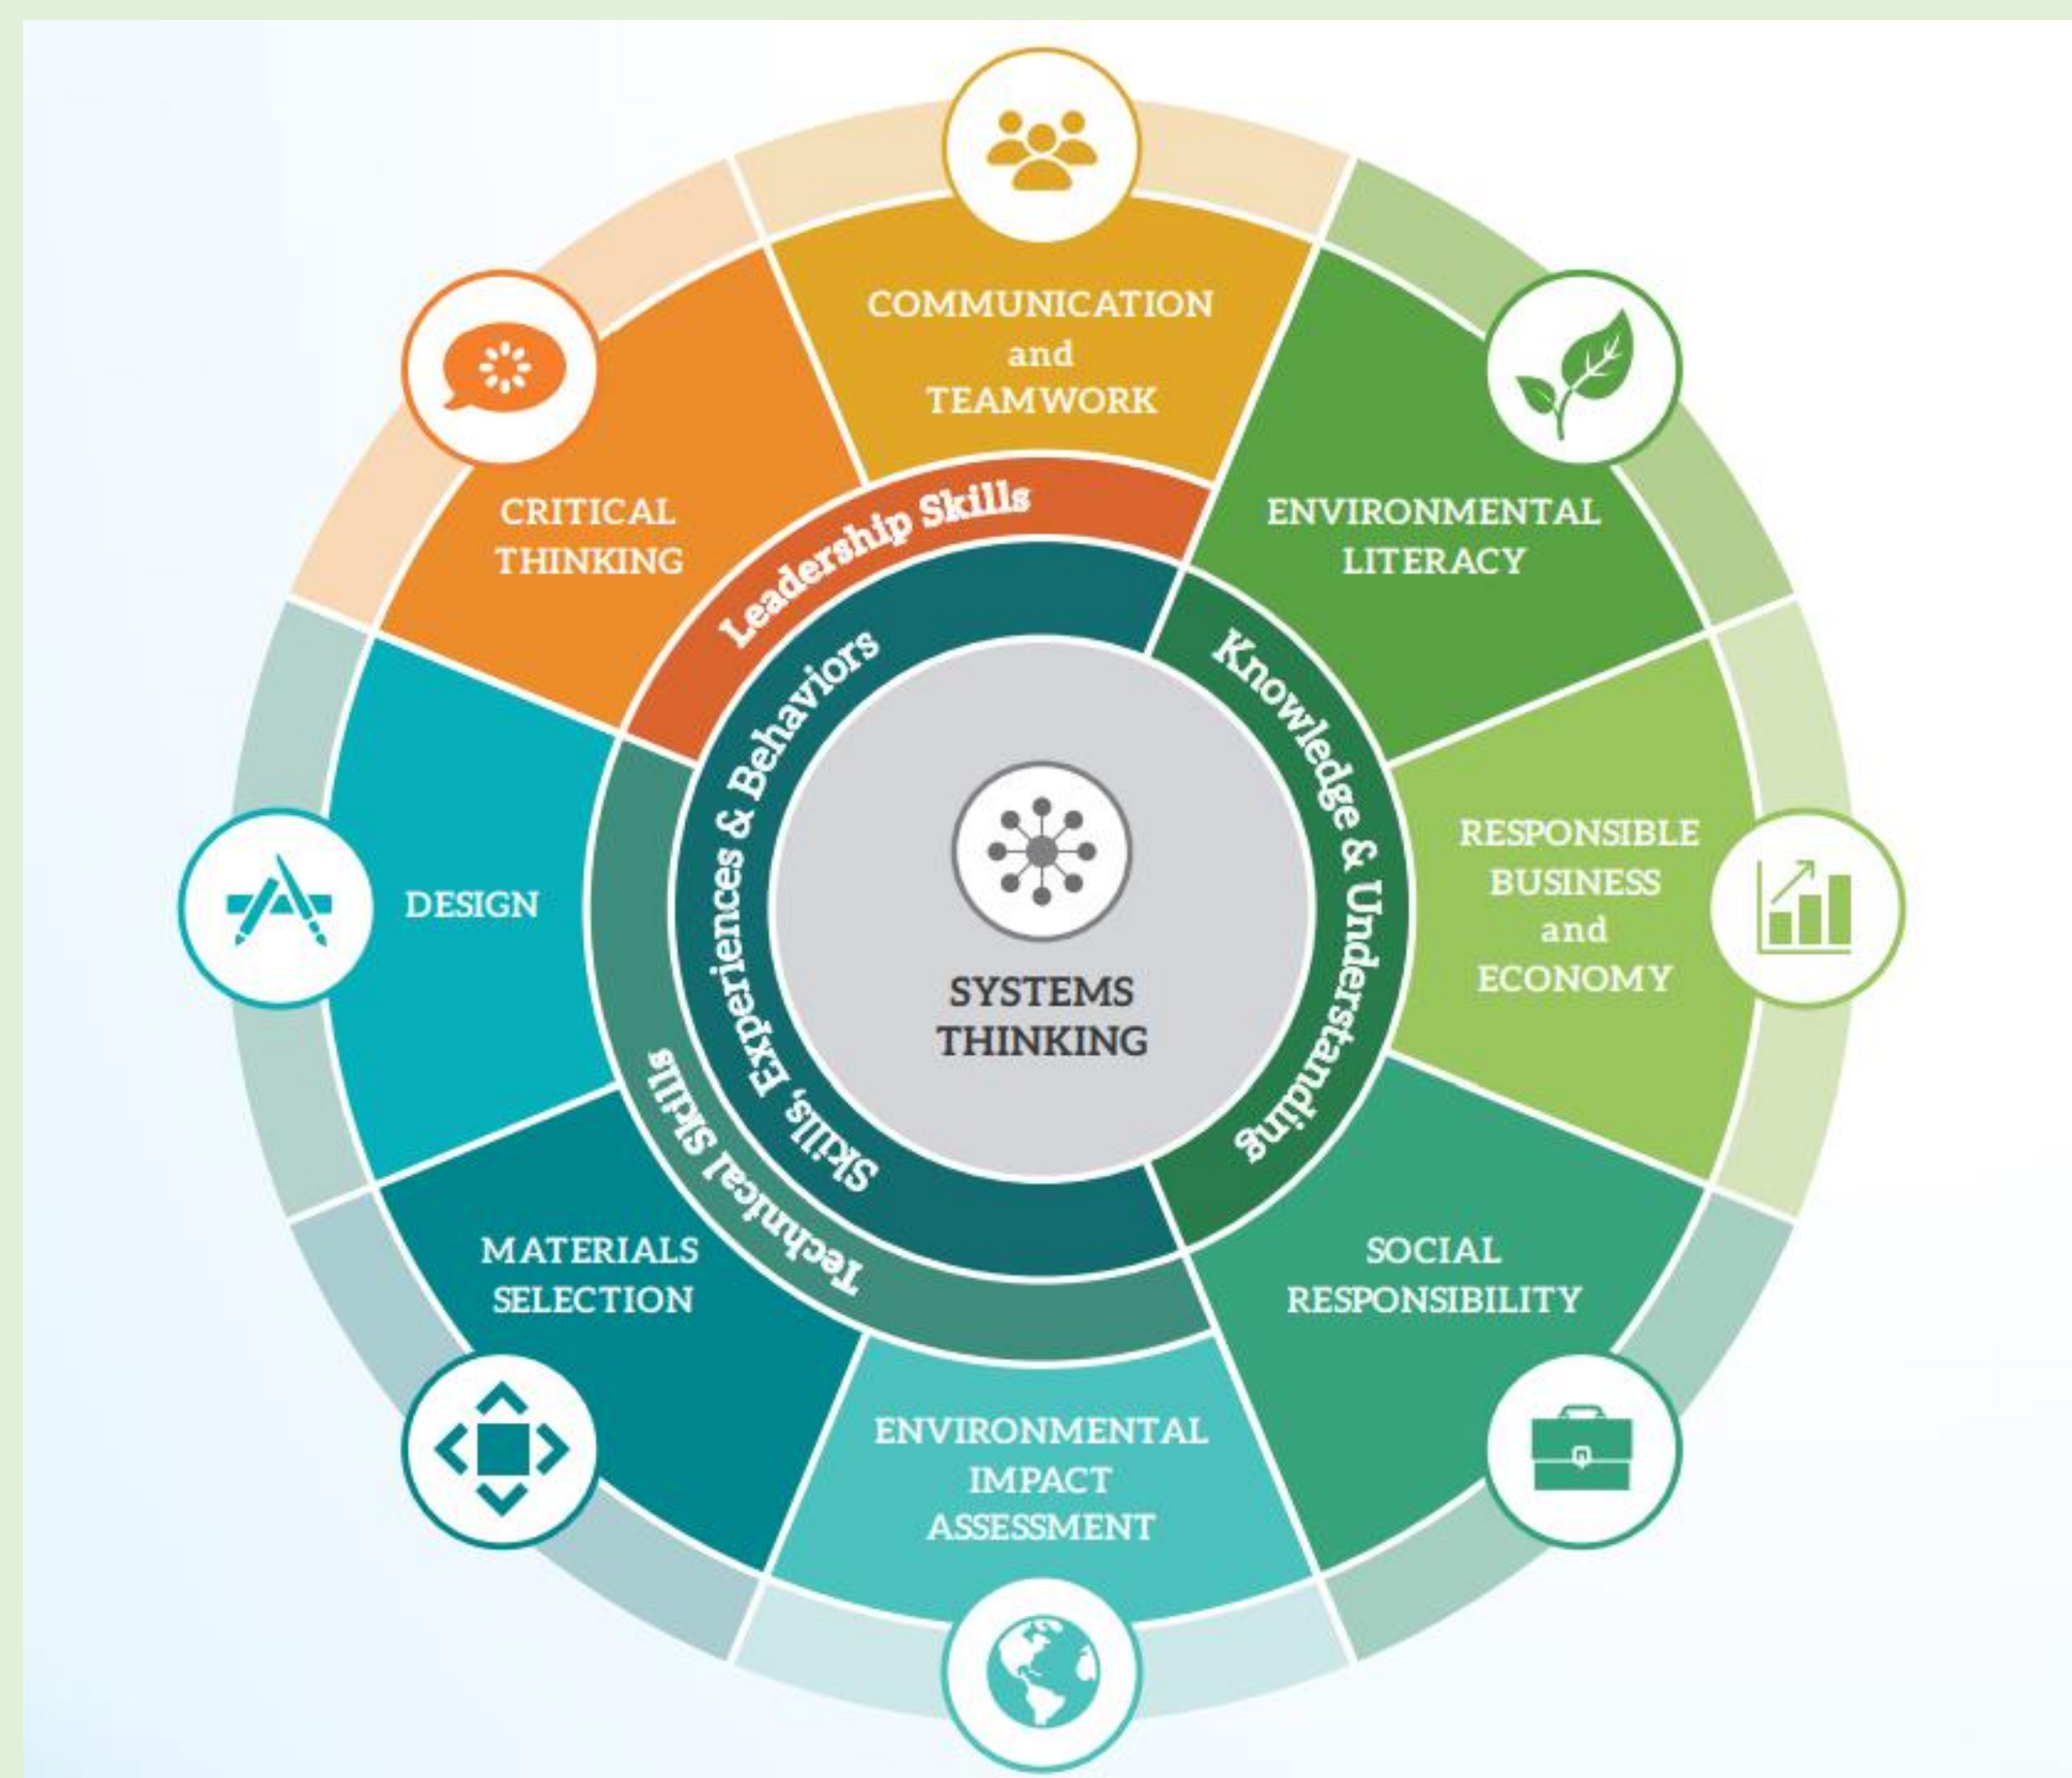 COMMUNICATION
and
TEAMWORK
ENVIRONMENTAL
LITERACY
RESPONSIBLE
BUSINESS
and
ECONOMY
SOCIAL
RESPONSIBILITY
ENVIRONMENTAL
IMPACT
ASSESSMENT
MATERIALS
SELECTION
DESIGN
CRITICAL
THINKING
Leadership Skills
Technical Skills
Skills, Experiences & Behaviors
Knowledge & Understanding
SYSTEMS
THINKING